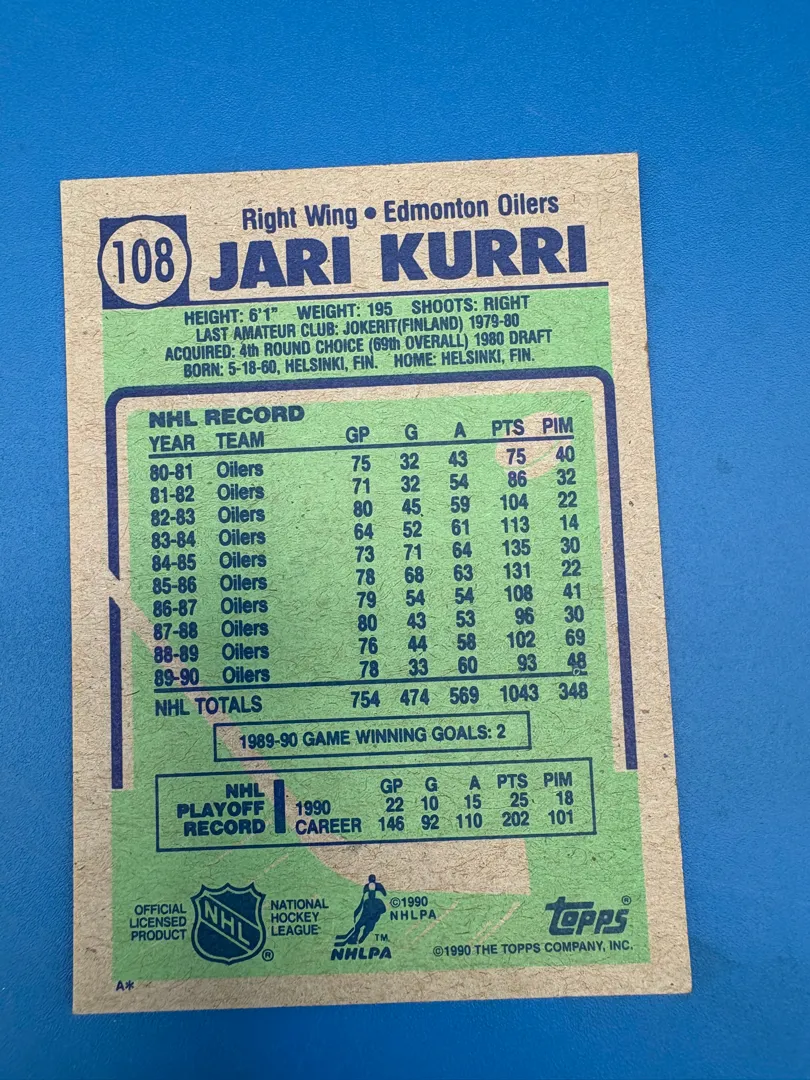 Right Wing • Edmonton Oilers
108 JARI KURRI
HEIGHT: 6'1" WEIGHT: 195 SHOOTS: RIGHT
LAST AMATEUR CLUB: JOKERIT(FINLAND) 1979-80
ACQUIRED: 4th ROUND CHOICE (69th OVERALL) 1980 DRAFT
BORN: 5-18-60, HELSINKI, FIN. HOME: HELSINKI, FIN.
NHL RECORD
YEAR TEAM GP G A PTS PIM
80-81 Oilers 75 32 43 75 40
81-82 Oilers 71 32 54 86 32
82-83 Oilers 80 45 59 104 22
83-84 Oilers 64 52 61 113 14
84-85 Oilers 73 71 64 135 30
85-86 Oilers 78 68 63 131 22
86-87 Oilers 79 54 54 108 41
87-88 Oilers 80 43 53 96 30
88-89 Oilers 76 44 58 102 69
89-90 Oilers 78 33 60 93 48
NHL TOTALS 754 474 569 1043 348
1989-90 GAME WINNING GOALS: 2
NHL PLAYOFF RECORD
GP G A PTS PIM
1990 22 10 15 25 18
CAREER 146 92 110 202 101
OFFICIAL LICENSED PRODUCT
NHL ®
NATIONAL HOCKEY LEAGUE
TM
NHLPA
©1990 NHLPA
topps®
©1990 THE TOPPS COMPANY, INC.
A*